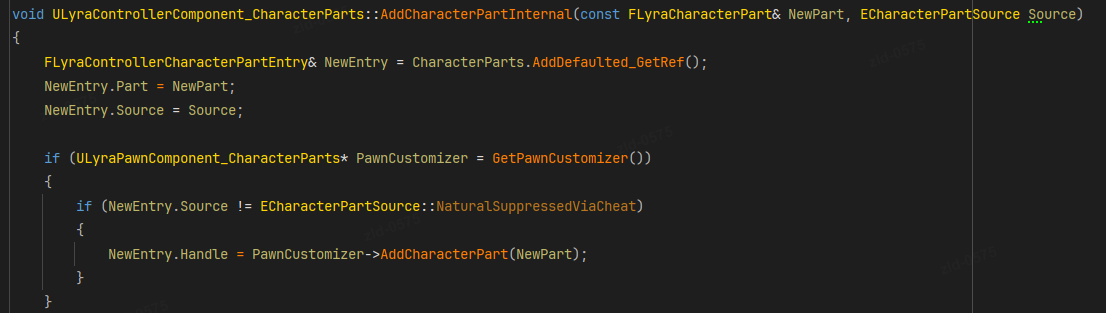 void ULyraControllerComponent_CharacterParts::AddCharacterPartInternal(const FLyraCharacterPart& NewPart, ECharacterPartSource Source)
{
    FLyraControllerCharacterPartEntry& NewEntry = CharacterParts.AddDefaulted_GetRef();
    NewEntry.Part = NewPart;
    NewEntry.Source = Source;

    if (ULyraPawnComponent_CharacterParts* PawnCustomizer = GetPawnCustomizer())
    {
        if (NewEntry.Source != ECharacterPartSource::NaturalSuppressedViaCheat)
        {
            NewEntry.Handle = PawnCustomizer->AddCharacterPart(NewPart);
        }
    }